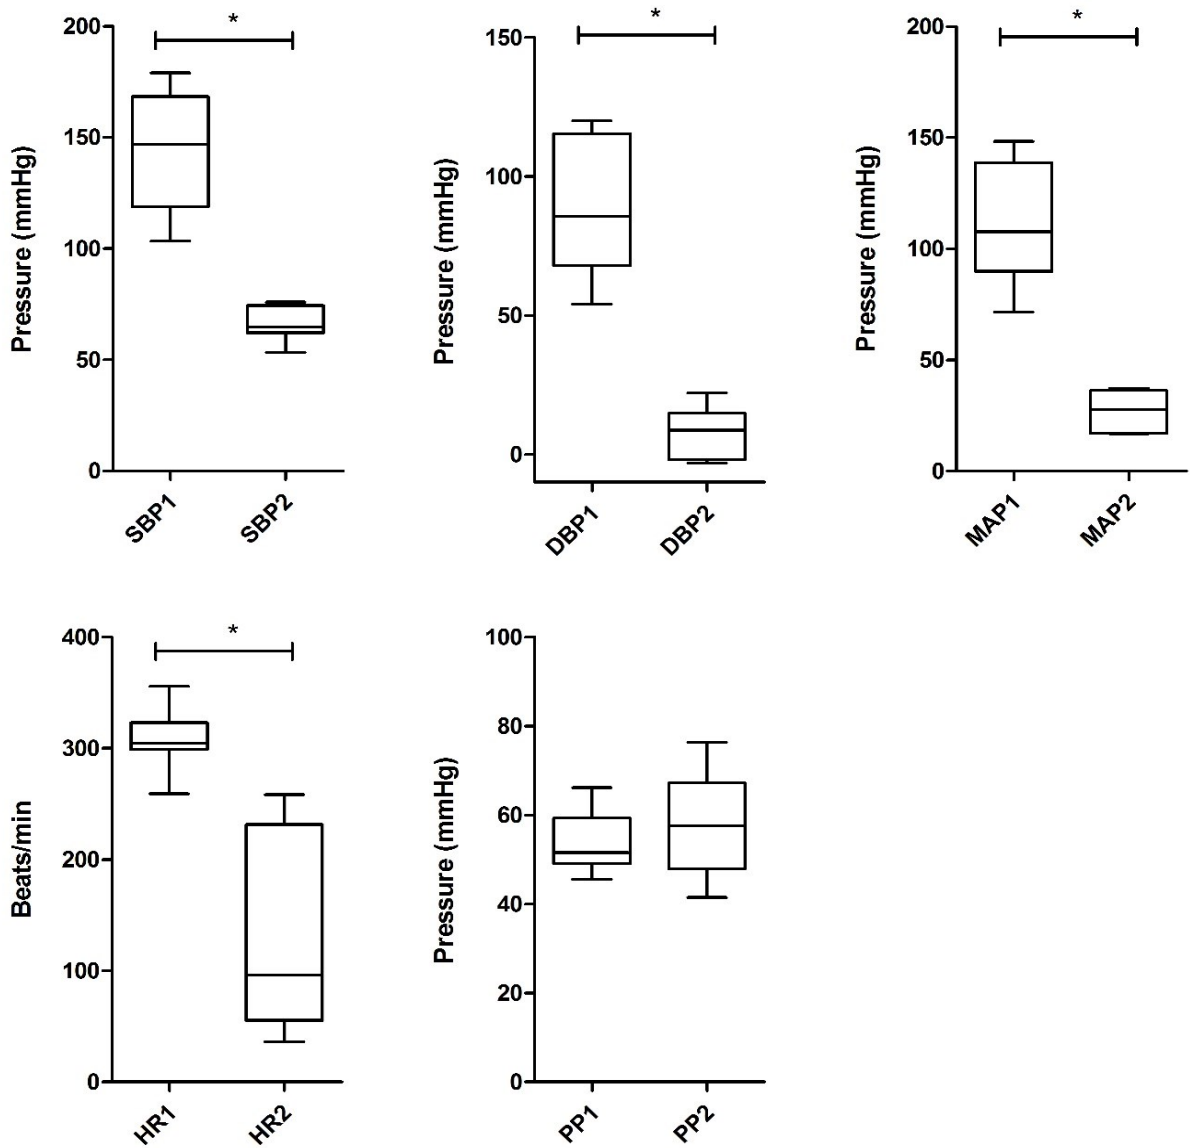 *
200
150
100
50
0
Pressure (mmHg)
SBP1
SBP2
*
150
100
50
0
Pressure (mmHg)
DBP1
DBP2
*
200
150
100
50
0
Pressure (mmHg)
MAP1
MAP2
*
400
300
200
100
0
Beats/min
HR1
HR2
100
80
60
40
20
0
Pressure (mmHg)
PP1
PP2